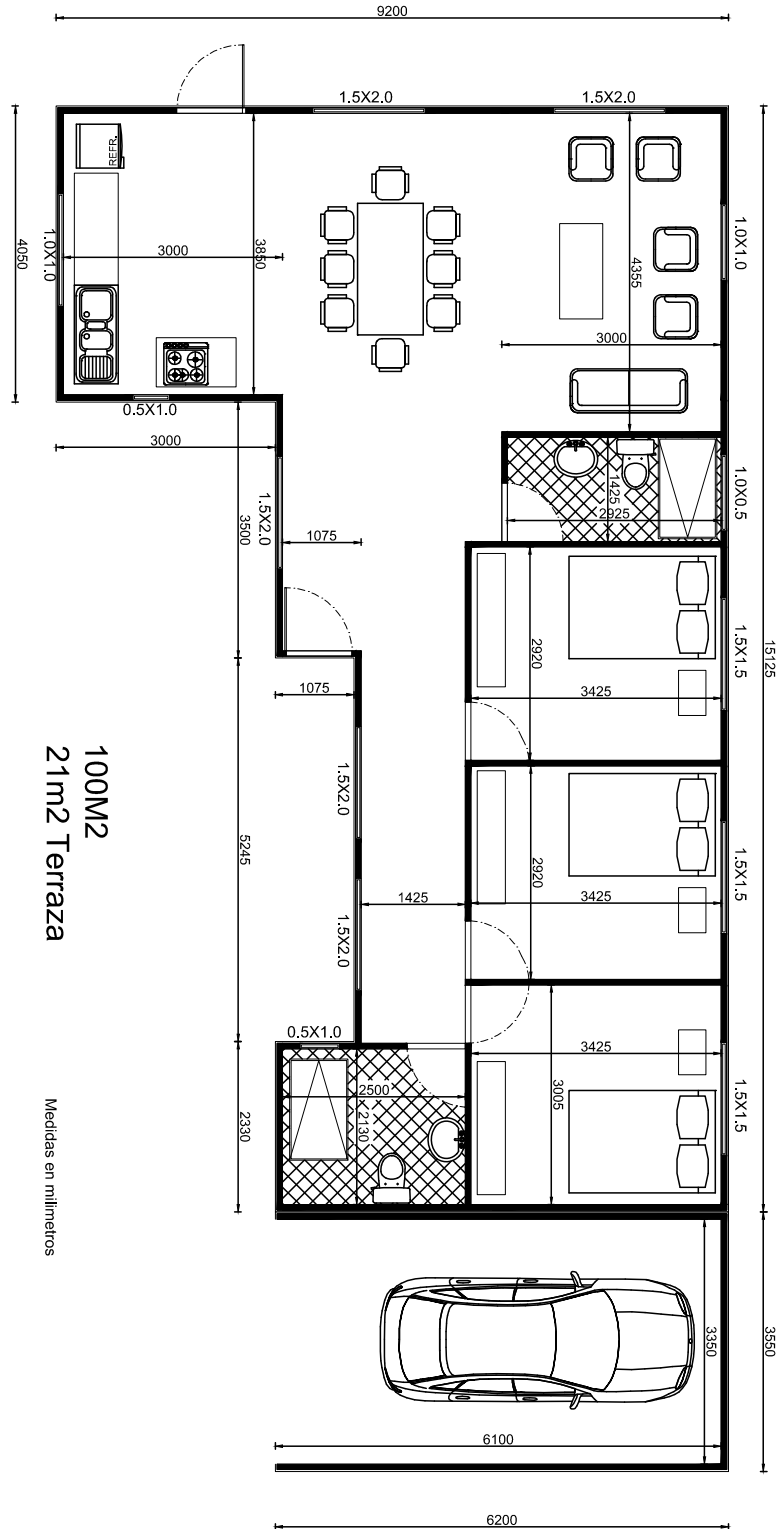 9200
1.5X2.0
1.5X2.0
REFR.
4050
1.0X1.0
3000
3850
4355
1.0X1.0
3000
0.5X1.0
3000
3500
1.5X2.0
1075
1425
2925
1.0X0.5
15125
2920
3425
1.5X1.5
1075
1.5X2.0
5245
2920
3425
1.5X1.5
1425
1.5X2.0
100M2
21m2 Terraza
0.5X1.0
2330
2500
2130
3425
3005
1.5X1.5
Medidas en milimetros
3350
3550
6100
6200